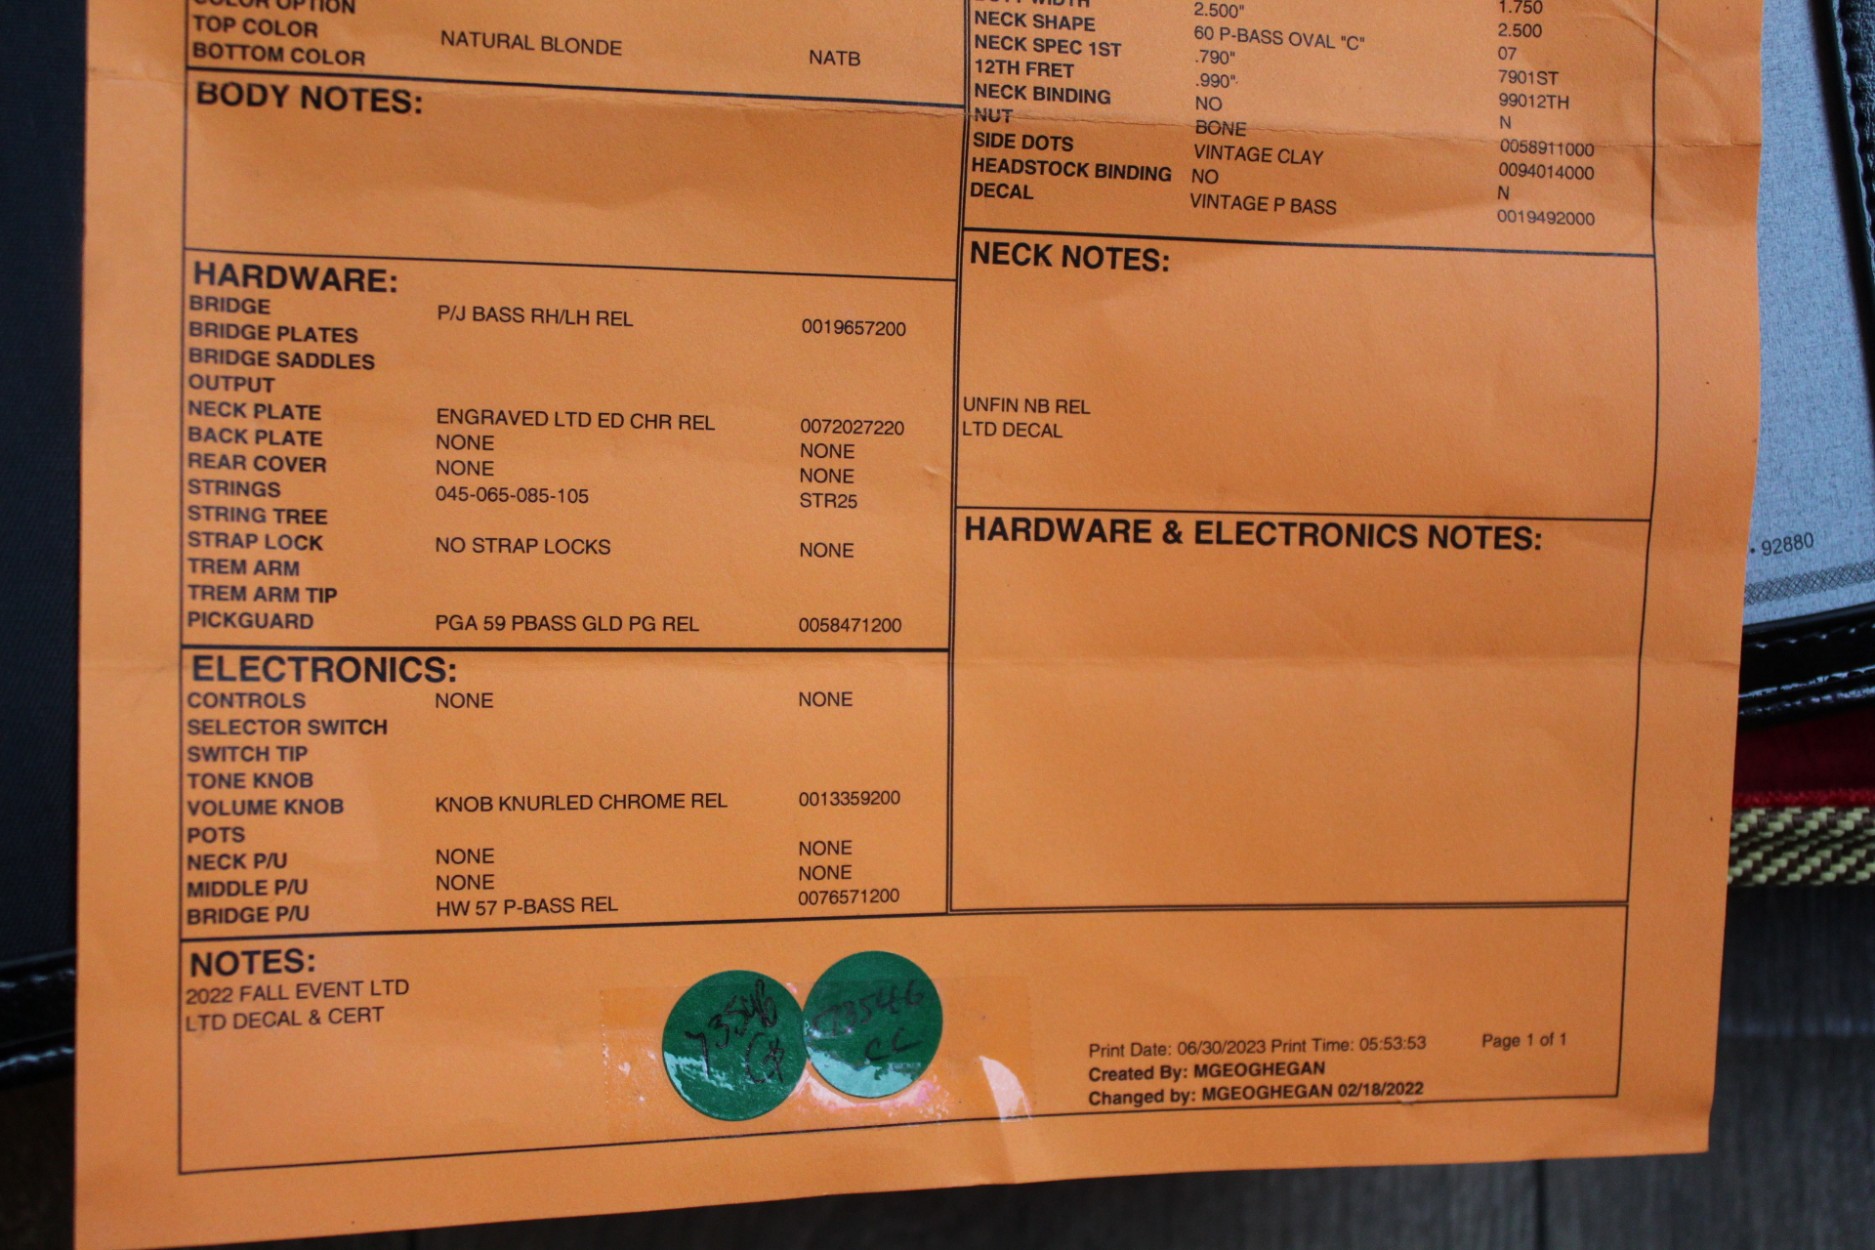 COLOR OPTION
TOP COLOR NATURAL BLONDE NATB
BOTTOM COLOR
BODY NOTES:
HARDWARE:
BRIDGE P/J BASS RH/LH REL 0019657200
BRIDGE PLATES
BRIDGE SADDLES
OUTPUT
NECK PLATE ENGRAVED LTD ED CHR REL 0072027220
BACK PLATE NONE NONE
REAR COVER NONE NONE
STRINGS 045-065-085-105 STR25
STRING TREE
STRAP LOCK NO STRAP LOCKS NONE
TREM ARM
TREM ARM TIP
PICKGUARD PGA 59 PBASS GLD PG REL 0058471200
ELECTRONICS:
CONTROLS NONE NONE
SELECTOR SWITCH
SWITCH TIP
TONE KNOB
VOLUME KNOB KNOB KNURLED CHROME REL 0013359200
POTS
NECK P/U NONE NONE
MIDDLE P/U NONE NONE
BRIDGE P/U HW 57 P-BASS REL 0076571200
WIDTH 2.500" 1.750
2.500
NECK SHAPE 60 P-BASS OVAL "C" 07
NECK SPEC 1ST .790" 7901ST
12TH FRET .990" 99012TH
NECK BINDING NO N
NUT BONE 0058911000
SIDE DOTS VINTAGE CLAY 0094014000
HEADSTOCK BINDING NO N
DECAL VINTAGE P BASS 0019492000
NECK NOTES:
UNFIN NB REL
LTD DECAL
HARDWARE & ELECTRONICS NOTES:
NOTES:
2022 FALL EVENT LTD
LTD DECAL & CERT
73546
CC
Print Date: 06/30/2023 Print Time: 05:53:53 Page 1 of 1
Created By: MGEOGHEGAN
Changed by: MGEOGHEGAN 02/18/2022
• 92880